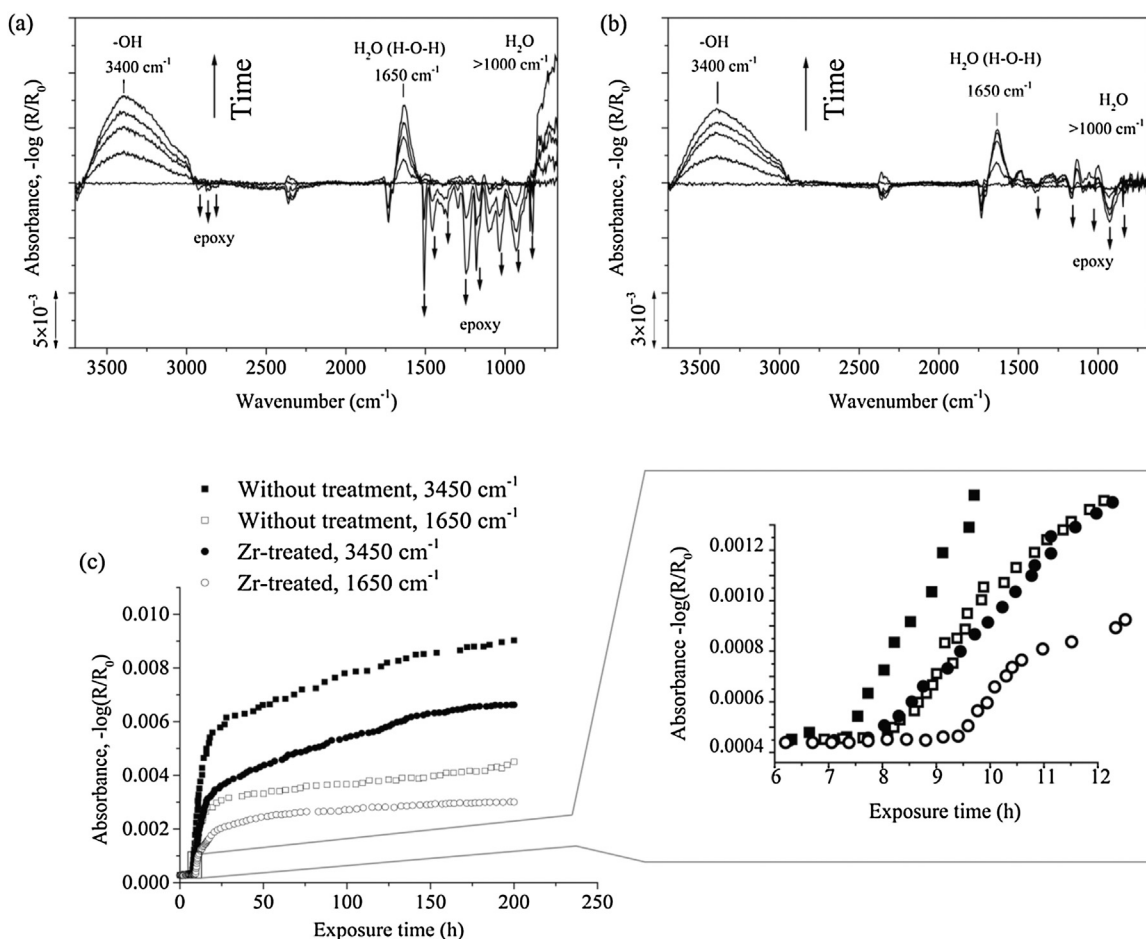 (a)
-OH
3400 cm⁻¹
Time
H₂O (H-O-H)
1650 cm⁻¹
H₂O
>1000 cm⁻¹
Absorbance, -log (R/R₀)
5×10⁻³
epoxy
epoxy
3500 3000 2500 2000 1500 1000
Wavenumber (cm⁻¹)
(b)
-OH
3400 cm⁻¹
Time
H₂O (H-O-H)
1650 cm⁻¹
H₂O
>1000 cm⁻¹
Absorbance, -log (R/R₀)
3×10⁻³
epoxy
3500 3000 2500 2000 1500 1000
Wavenumber (cm⁻¹)
(c)
Without treatment, 3450 cm⁻¹
Without treatment, 1650 cm⁻¹
Zr-treated, 3450 cm⁻¹
Zr-treated, 1650 cm⁻¹
0.010
0.008
0.006
0.004
0.002
0.000
Absorbance, -log(R/R₀)
0 50 100 150 200 250
Exposure time (h)
0.0012
0.0010
0.0008
0.0006
0.0004
Absorbance -log(R/R₀)
6 7 8 9 10 11 12
Exposure time (h)